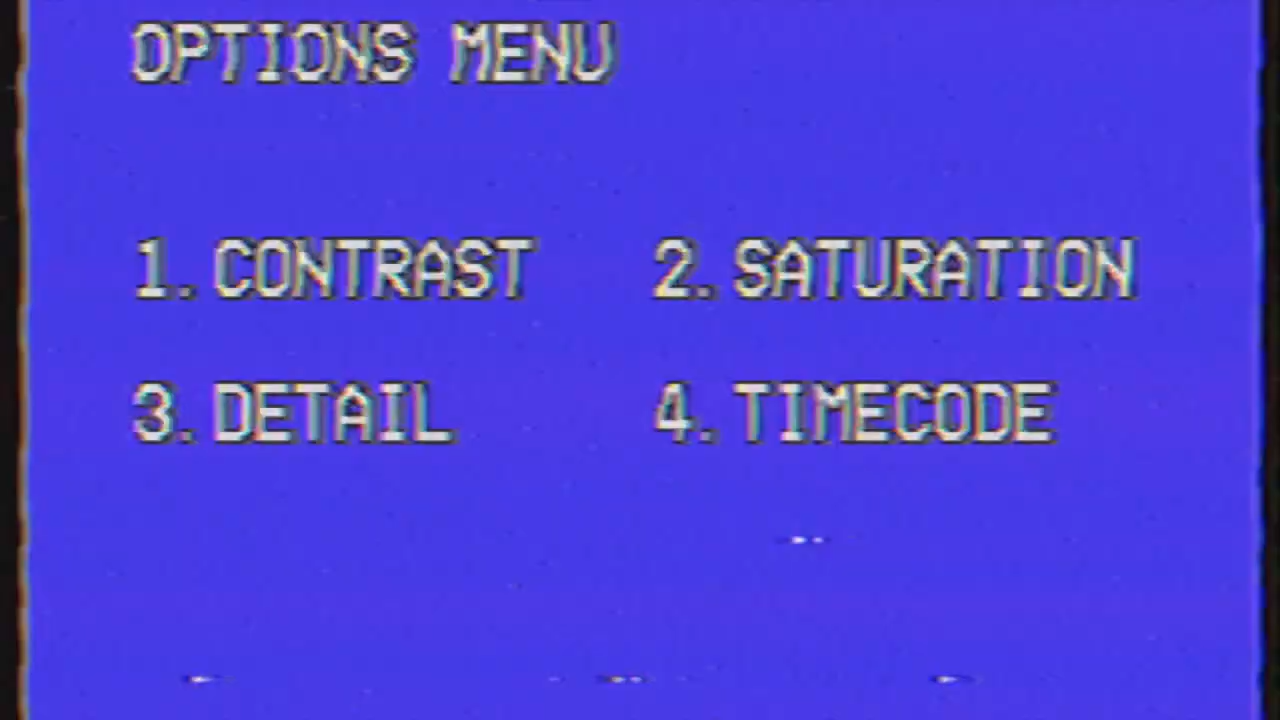 OPTIONS MENU
1. CONTRAST 2. SATURATION
3. DETAIL 4. TIMECODE